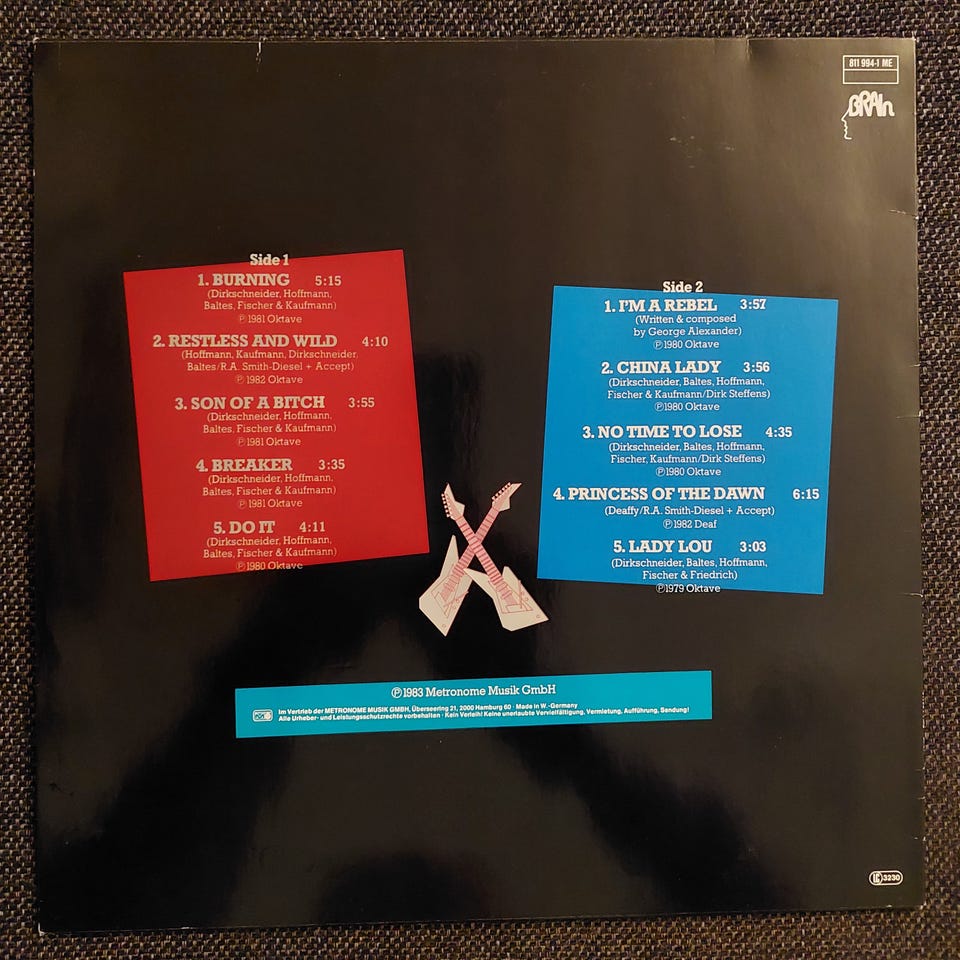 811 994-1 ME
BRAIn
Side 1
1. BURNING 5:15
(Dirkschneider, Hoffmann,
Baltes, Fischer & Kaufmann)
℗1981 Oktave
2. RESTLESS AND WILD 4:10
(Hoffmann, Kaufmann, Dirkschneider,
Baltes/R.A. Smith-Diesel + Accept)
℗1982 Oktave
3. SON OF A BITCH 3:55
(Dirkschneider, Hoffmann,
Baltes, Fischer & Kaufmann)
℗1981 Oktave
4. BREAKER 3:35
(Dirkschneider, Hoffmann.
Baltes, Fischer & Kaufmann)
℗1981 Oktave
5. DO IT 4:11
(Dirkschneider, Hoffmann,
Baltes, Fischer & Kaufmann)
℗1980 Oktave
Side 2
1. I'M A REBEL 3:57
(Written & composed
by George Alexander)
℗1980 Oktave
2. CHINA LADY 3:56
(Dirkschneider, Baltes, Hoffmann,
Fischer & Kaufmann/Dirk Steffens)
℗1980 Oktave
3. NO TIME TO LOSE 4:35
(Dirkschneider, Baltes, Hoffmann,
Fischer, Kaufmann/Dirk Steffens)
℗1980 Oktave
4. PRINCESS OF THE DAWN 6:15
(Deaffy/R.A. Smith-Diesel + Accept)
℗1982 Deaf
5. LADY LOU 3:03
(Dirkschneider, Baltes, Hoffmann,
Fischer & Friedrich)
℗1979 Oktave
℗1983 Metronome Musik GmbH
Im Vertrieb der METRONOME MUSIK GMBH, Überseering 21, 2000 Hamburg 60 · Made in W.-Germany
Alle Urheber- und Leistungsschutzrechte vorbehalten · Kein Verleih! Keine unerlaubte Vervielfältigung, Vermietung, Aufführung, Sendung!
LC 3230